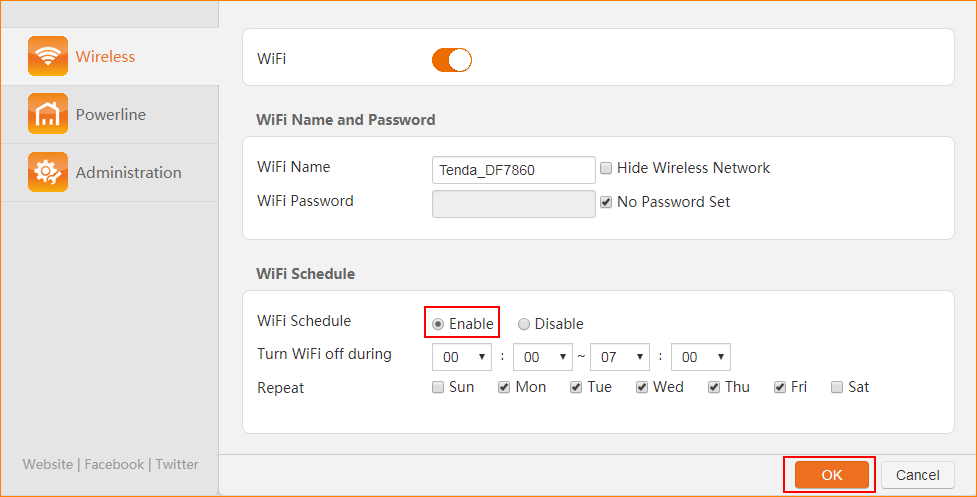 Wireless
Powerline
Administration
Website | Facebook | Twitter
WiFi
WiFi Name and Password
WiFi Name Tenda_DF7860 Hide Wireless Network
WiFi Password No Password Set
WiFi Schedule
WiFi Schedule Enable Disable
Turn WiFi off during 00 : 00 ~ 07 : 00
Repeat Sun Mon Tue Wed Thu Fri Sat
OK Cancel